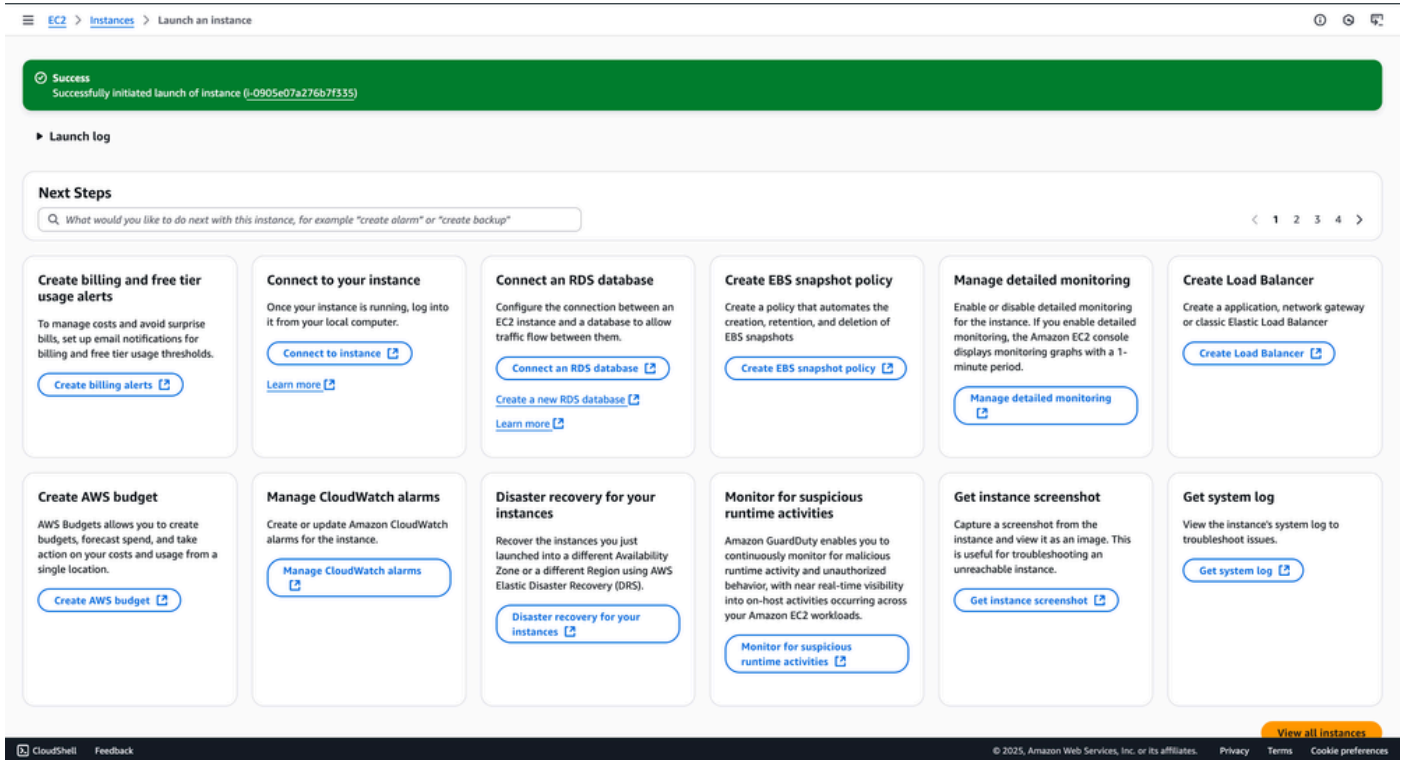 EC2 > Instances > Launch an instance
Success
Successfully initiated launch of instance (i-0905e07a276b7f335)
Launch log
Next Steps
What would you like to do next with this instance, for example "create alarm" or "create backup"
< 1 2 3 4 >
Create billing and free tier
usage alerts
To manage costs and avoid surprise
bills, set up email notifications for
billing and free tier usage thresholds.
Create billing alerts
Connect to your instance
Once your instance is running, log into
it from your local computer.
Connect to instance
Learn more
Connect an RDS database
Configure the connection between an
EC2 instance and a database to allow
traffic flow between them.
Connect an RDS database
Create a new RDS database
Learn more
Create EBS snapshot policy
Create a policy that automates the
creation, retention, and deletion of
EBS snapshots
Create EBS snapshot policy
Manage detailed monitoring
Enable or disable detailed monitoring
for the instance. If you enable detailed
monitoring, the Amazon EC2 console
displays monitoring graphs with a 1-
minute period.
Manage detailed monitoring
Create Load Balancer
Create a application, network gateway
or classic Elastic Load Balancer
Create Load Balancer
Create AWS budget
AWS Budgets allows you to create
budgets, forecast spend, and take
action on your costs and usage from a
single location.
Create AWS budget
Manage CloudWatch alarms
Create or update Amazon CloudWatch
alarms for the instance.
Manage CloudWatch alarms
Disaster recovery for your
instances
Recover the instances you just
launched into a different Availability
Zone or a different Region using AWS
Elastic Disaster Recovery (DRS).
Disaster recovery for your
instances
Monitor for suspicious
runtime activities
Amazon GuardDuty enables you to
continuously monitor for malicious
runtime activity and unauthorized
behavior, with near real-time visibility
into on-host activities occurring across
your Amazon EC2 workloads.
Monitor for suspicious
runtime activities
Get instance screenshot
Capture a screenshot from the
instance and view it as an image. This
is useful for troubleshooting an
unreachable instance.
Get instance screenshot
Get system log
View the instance's system log to
troubleshoot issues.
Get system log
View all instances
CloudShell Feedback
© 2025, Amazon Web Services, Inc. or its affiliates. Privacy Terms Cookie preferences